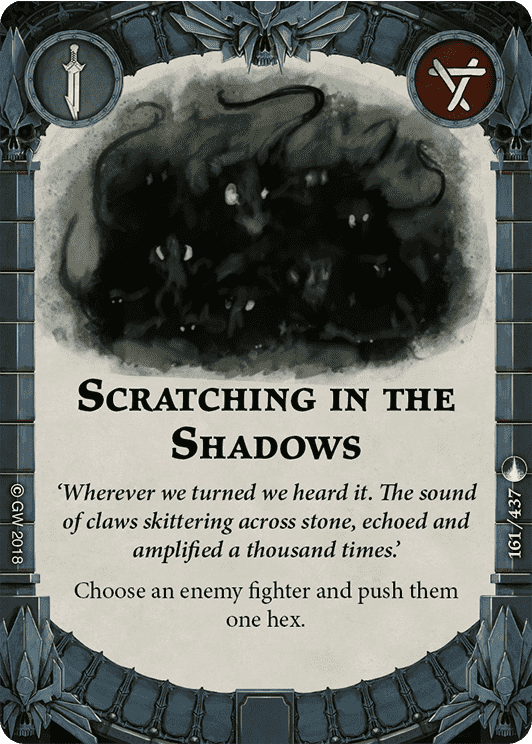 SCRATCHING IN THE
SHADOWS
‘Wherever we turned we heard it. The sound
of claws skittering across stone, echoed and
amplified a thousand times.’
Choose an enemy fighter and push them
one hex.
© GW 2018
161/437